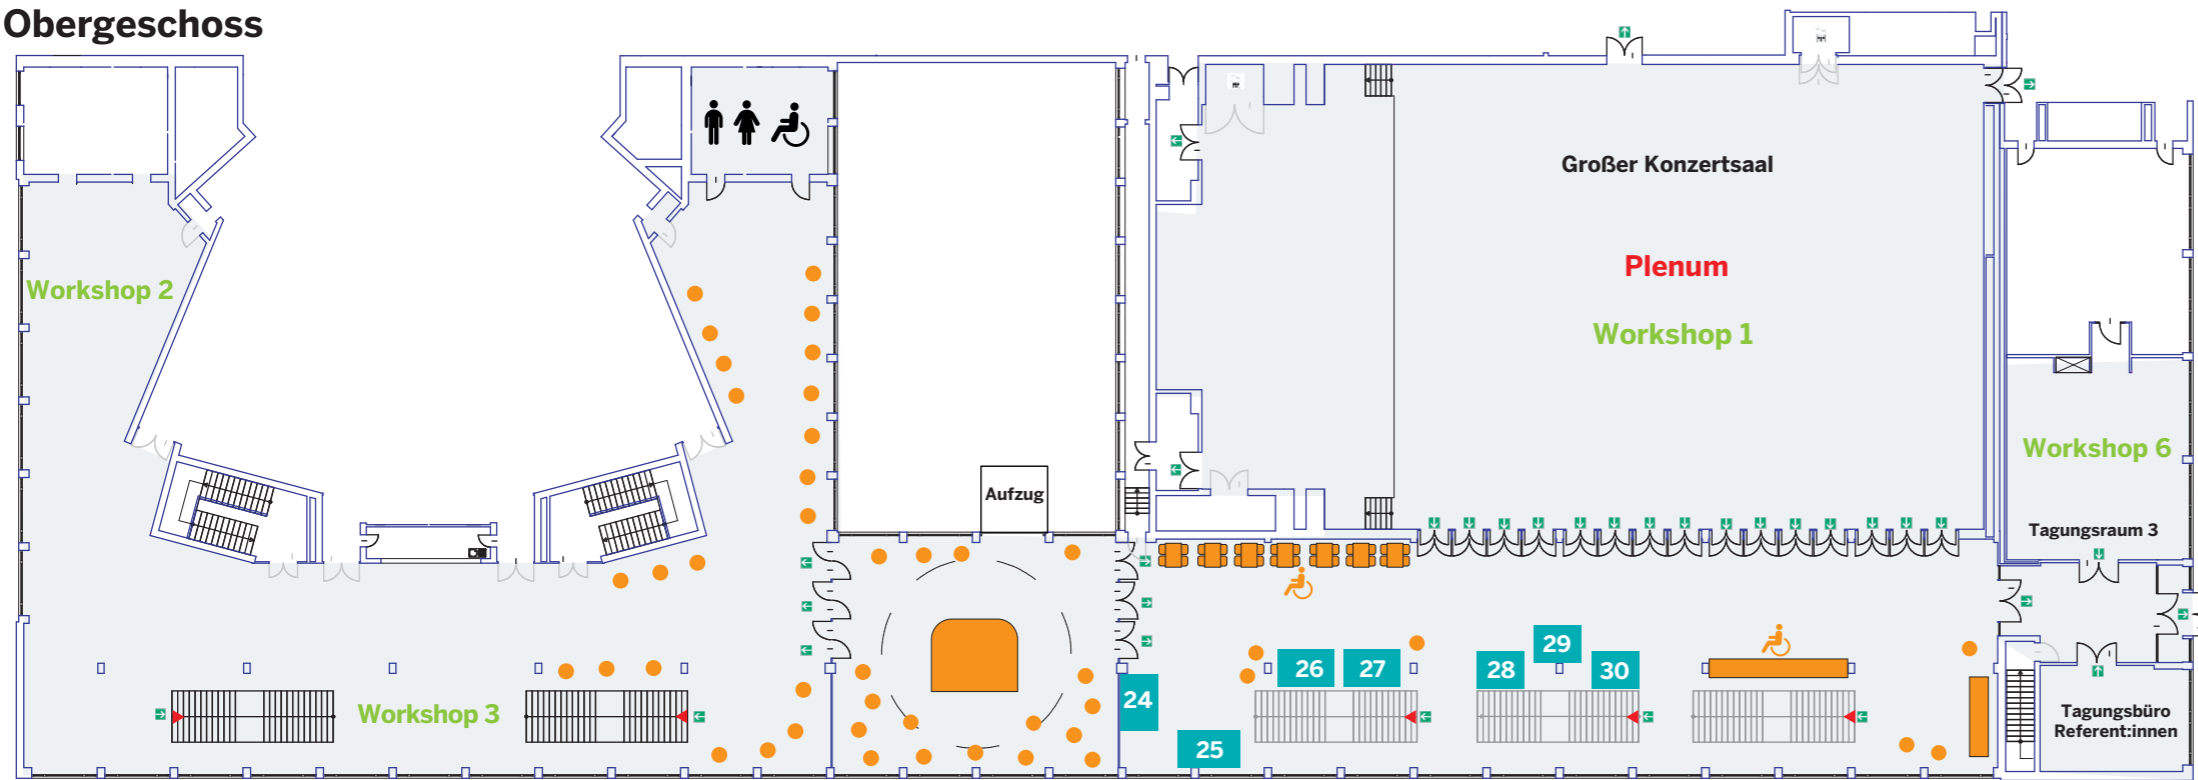 Obergeschoss
Großer Konzertsaal
Workshop 2
Plenum
Workshop 1
Workshop 6
Aufzug
Tagungsraum 3
29
26
27
28
30
24
Workshop 3
25
Tagungsbüro
Referent:innen